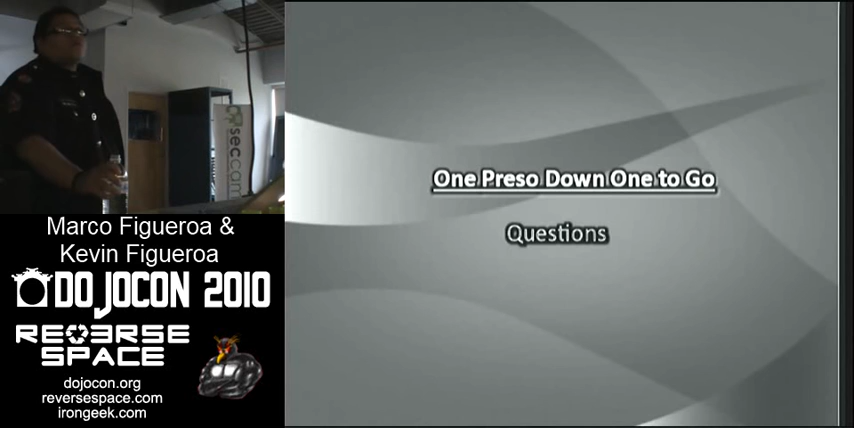 seccam
Marco Figueroa &
Kevin Figueroa
DOJOCON 2010
REVERSE
SPACE
dojocon.org
reversespace.com
irongeek.com
One Preso Down One to Go
Questions